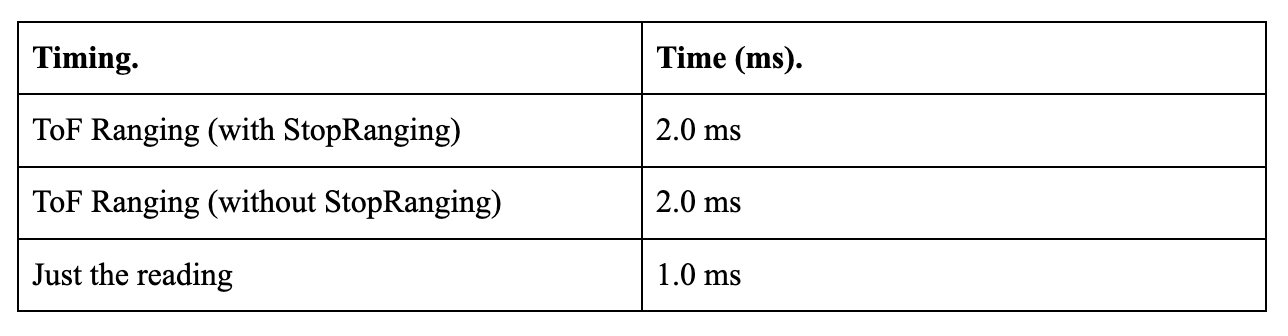 Timing. Time (ms).
ToF Ranging (with StopRanging) 2.0 ms
ToF Ranging (without StopRanging) 2.0 ms
Just the reading 1.0 ms